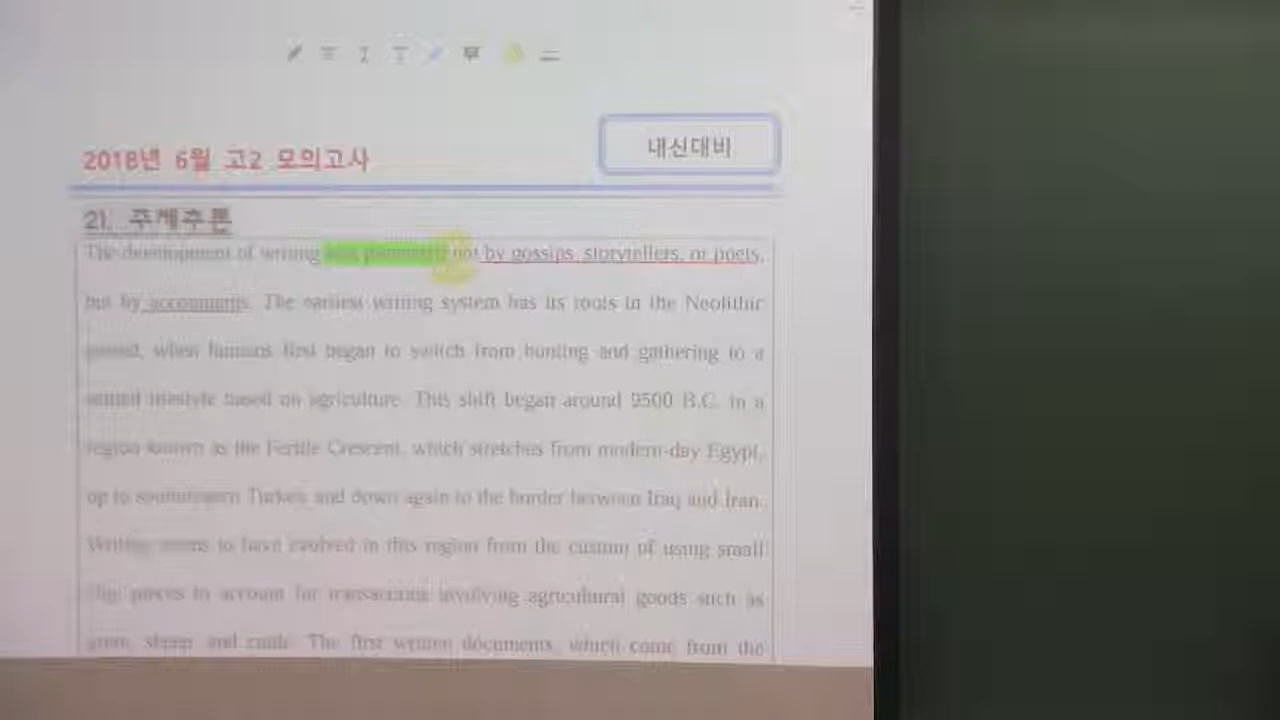 2018년 6월 고2 모의고사
내신대비
21. 주제추론
The development of writing was pioneered not by gossips, storytellers, or poets,
but by accountants. The earliest writing system has its roots in the Neolithic
period, when humans first began to switch from hunting and gathering to a
settled lifestyle based on agriculture. This shift began around 9500 B.C. in a
region known as the Fertile Crescent, which stretches from modern-day Egypt,
up to southeastern Turkey, and down again to the border between Iraq and Iran.
Writing seems to have evolved in this region from the custom of using small
clay pieces to account for transactions involving agricultural goods such as
grain, sheep, and cattle. The first written documents, which come from the